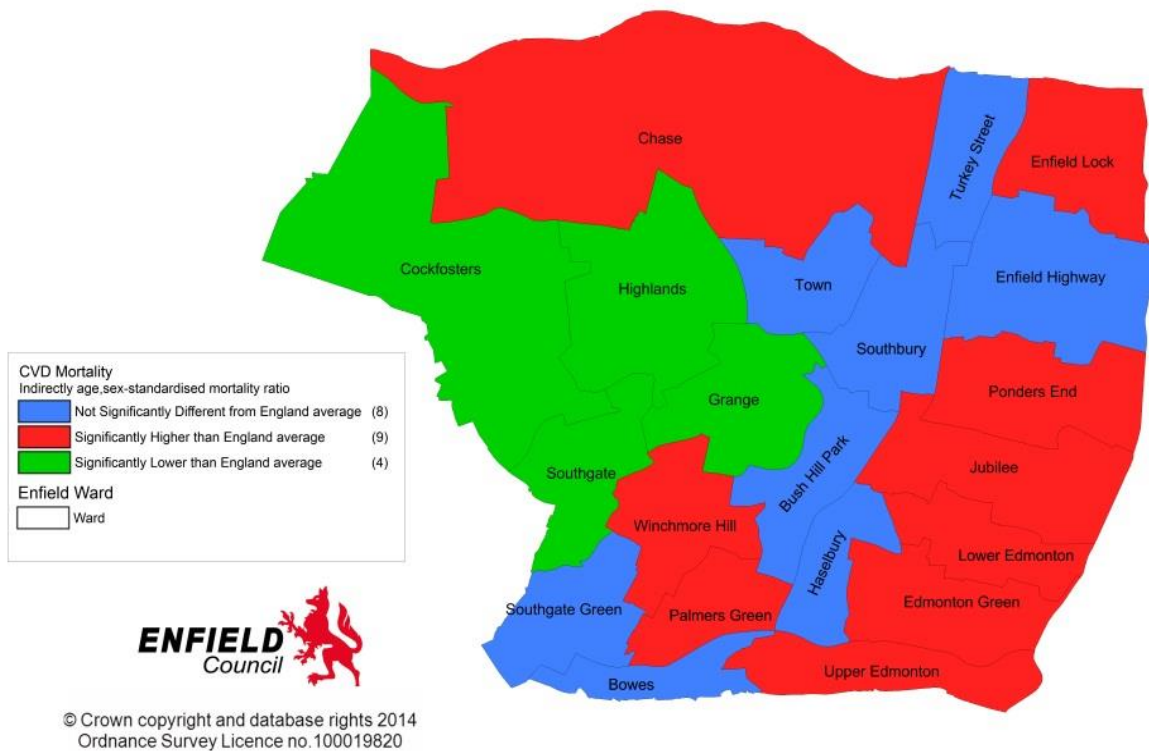 Chase
Turkey Street
Enfield Lock
Cockfosters
Highlands
Town
Enfield Highway
Southbury
Ponders End
Grange
Bush Hill Park
Jubilee
Southgate
Winchmore Hill
Haselbury
Lower Edmonton
Edmonton Green
Southgate Green
Palmers Green
Upper Edmonton
Bowes
CVD Mortality
Indirectly age,sex-standardised mortality ratio
Not Significantly Different from England average (8)
Significantly Higher than England average (9)
Significantly Lower than England average (4)
Enfield Ward
Ward
ENFIELD
Council
© Crown copyright and database rights 2014
Ordnance Survey Licence no.100019820